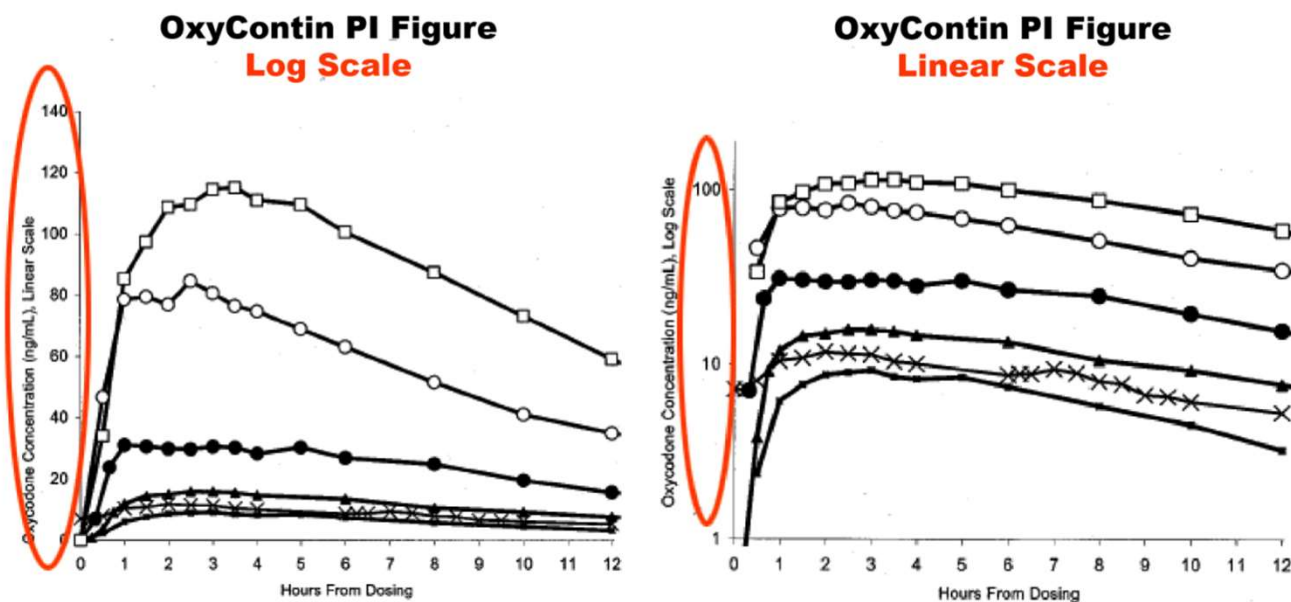 OxyContin PI Figure
Log Scale
140
120
100
80
60
40
20
0
Oxycodone Concentration (ng/mL), Linear Scale
0 1 2 3 4 5 6 7 8 9 10 11 12
Hours From Dosing
OxyContin PI Figure
Linear Scale
100
10
1
Oxycodone Concentration (ng/mL), Log Scale
0 1 2 3 4 5 6 7 8 9 10 11 12
Hours From Dosing